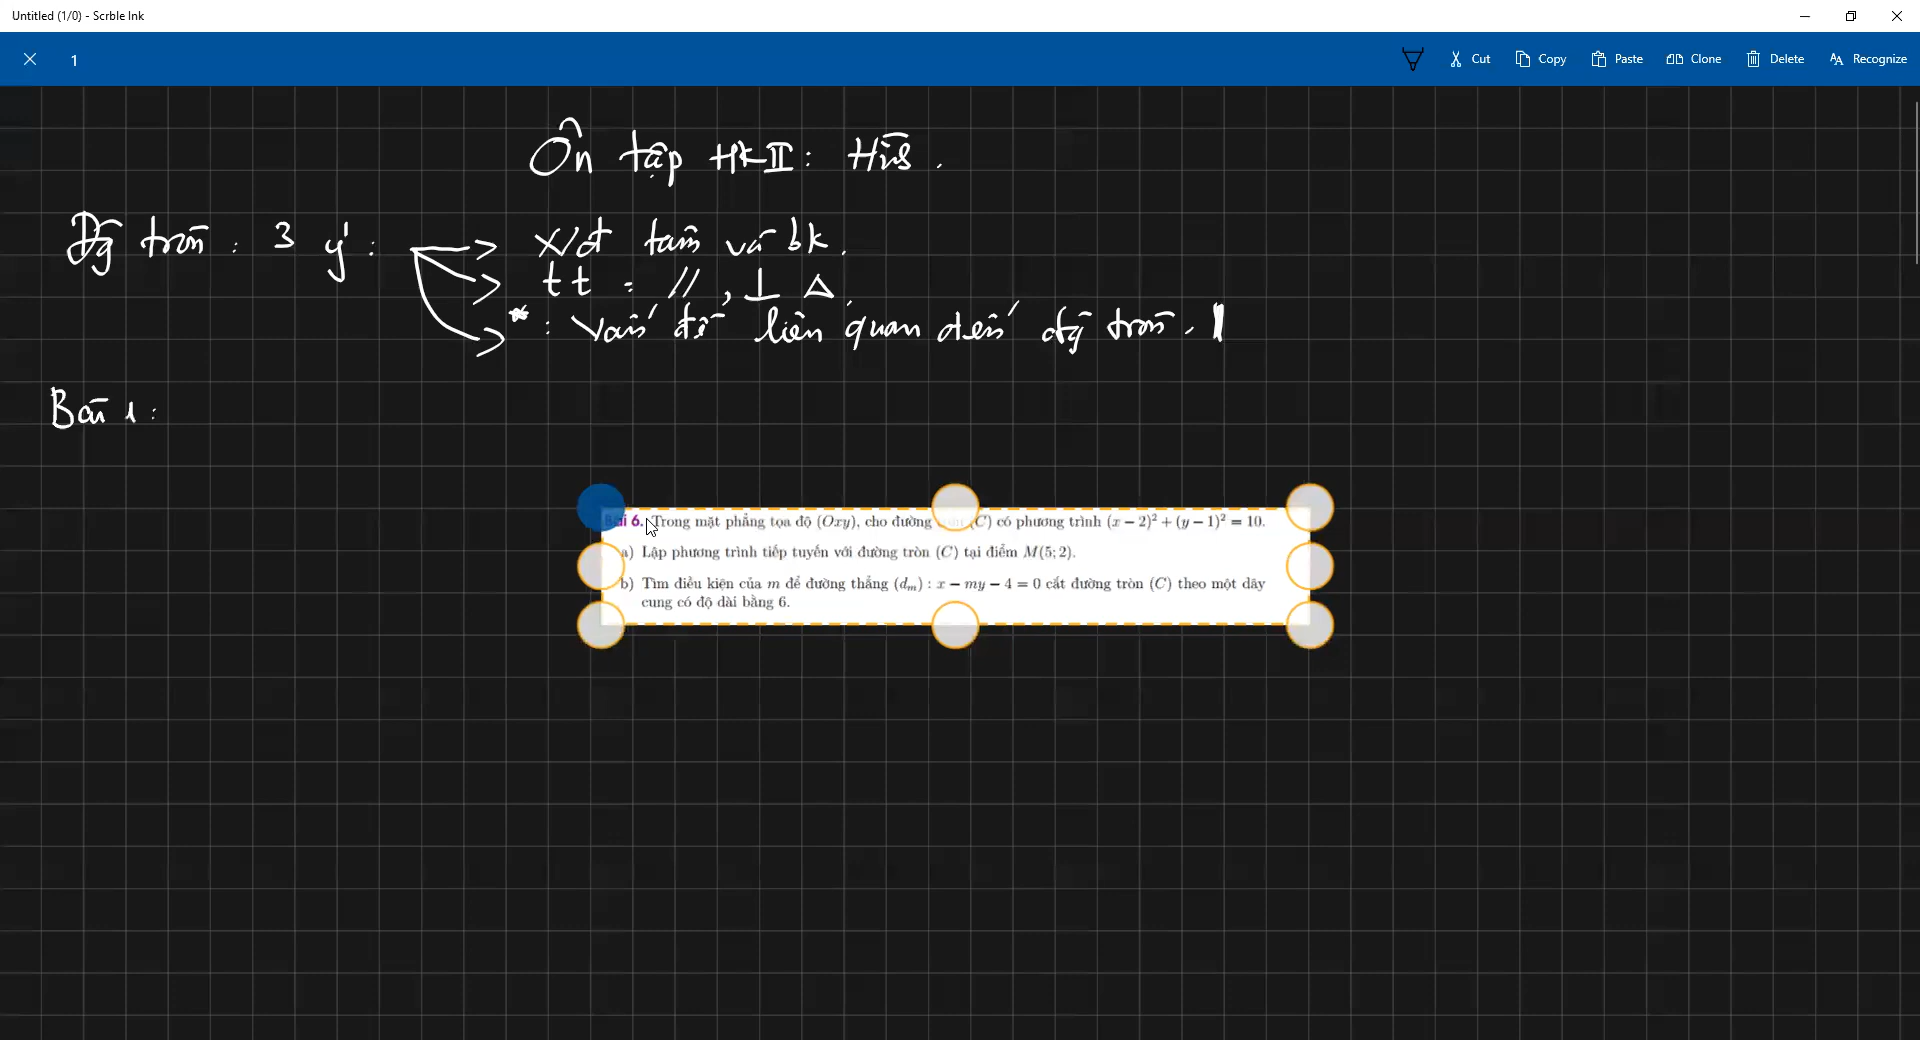 Untitled (1/0) - Scrble Ink
1 Cut Copy Paste Clone Delete Recognize
Ôn tập HKII: Hình.
Đg tròn: 3 ý:
X/đ tâm và bk.
tt = //, ⊥ Δ.
* : Vấn đề liên quan đến đg tròn.
Bài 1:
Bài 6. Trong mặt phẳng tọa độ (Oxy), cho đường (C) có phương trình (x − 2)² + (y − 1)² = 10.
a) Lập phương trình tiếp tuyến với đường tròn (C) tại điểm M(5; 2).
b) Tìm điều kiện của m để đường thẳng (dₘ) : x − my − 4 = 0 cắt đường tròn (C) theo một dây
cung có độ dài bằng 6.